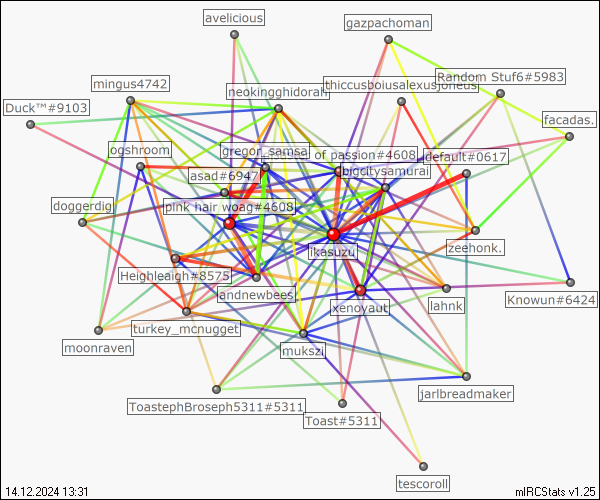 avelicious
gazpachoman
Random Stuf6#5983
mingus4742
neokingghidorah
thiccusboiusalexusjoneus
Duck™#9103
facadas.
ogshroom
gregor_samsa
of passion#4608
default#0617
asad#6947
bigcitysamurai
doggerdigi
pink hair woag#4608
zeehonk.
ikasuzu
Heighleaigh#8575
landnewbees
xenoyaut
lahnk
Knowun#6424
turkey_mcnugget
moonraven
mukszi
jarlbreadmaker
ToastephBroseph5311#5311
Toast#5311
tescoroll
14.12.2024 13:31
mIRCStats v1.25